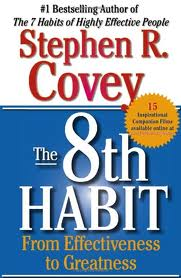 #1 Bestselling Author of
The 7 Habits of Highly Effective People
Stephen R.
Covey
15
Inspirational
Companion Films
available online at
The
8th
HABIT
From Effectiveness
to Greatness